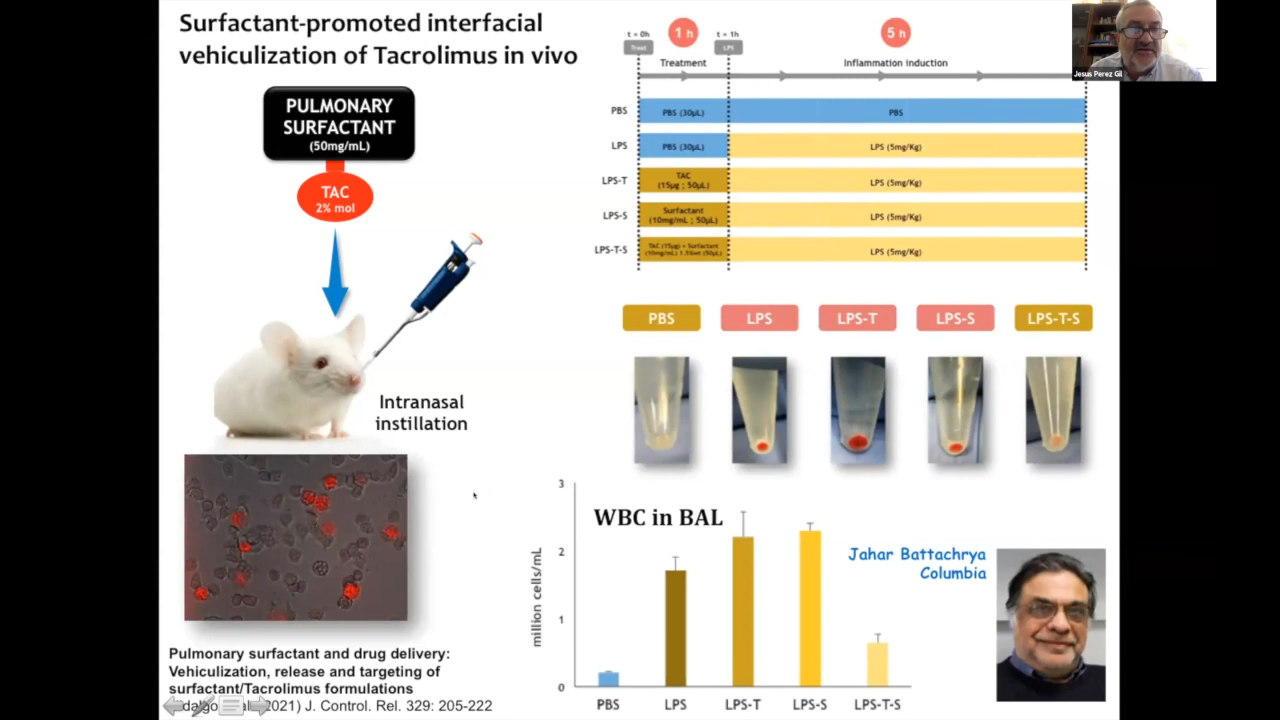 Surfactant-promoted interfacial
vehiculization of Tacrolimus in vivo
PULMONARY
SURFACTANT
(50mg/mL)
TAC
2% mol
Intranasal
instillation
Pulmonary surfactant and drug delivery:
Vehiculization, release and targeting of
surfactant/Tacrolimus formulations
2021) J. Control. Rel. 329: 205-222
t = 0h
Treat
1 h
t = 1h
LPS
5 h
Treatment
Inflammation induction
PBS
PBS (30µL)
PBS
LPS
PBS (30µL)
LPS (5mg/Kg)
LPS-T
TAC
(15µg ; 50µL)
LPS (5mg/Kg)
LPS-S
Surfactant
(10mg/mL ; 50µL)
LPS (5mg/Kg)
LPS-T-S
TAC (15µg) + Surfactant
(10mg/mL) (50µL)
LPS (5mg/Kg)
PBS LPS LPS-T LPS-S LPS-T-S
WBC in BAL
million cells/mL
3
2
1
0
PBS LPS LPS-T LPS-S LPS-T-S
Jahar Battachrya
Columbia
Jesus Perez Gil